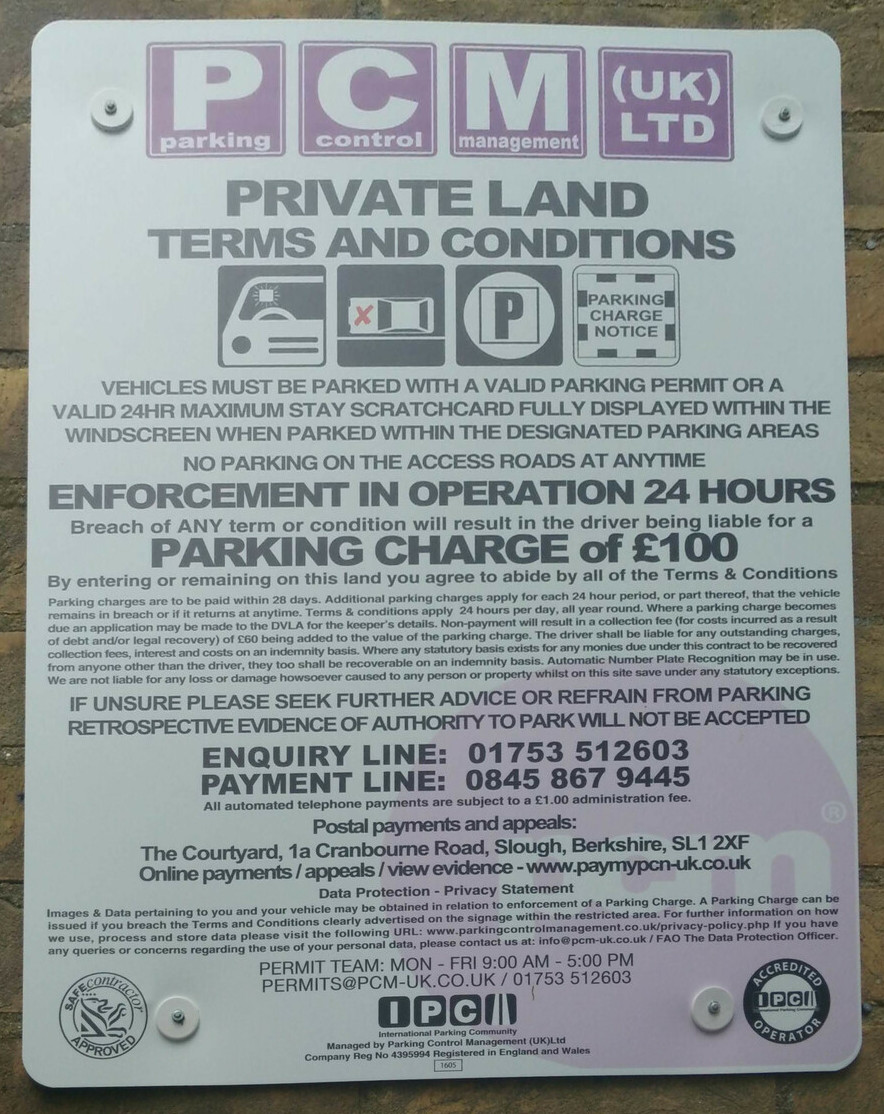 P C M (UK)
parking control management LTD
PRIVATE LAND
TERMS AND CONDITIONS
P
PARKING
CHARGE
NOTICE
VEHICLES MUST BE PARKED WITH A VALID PARKING PERMIT OR A
VALID 24HR MAXIMUM STAY SCRATCHCARD FULLY DISPLAYED WITHIN THE
WINDSCREEN WHEN PARKED WITHIN THE DESIGNATED PARKING AREAS
NO PARKING ON THE ACCESS ROADS AT ANYTIME
ENFORCEMENT IN OPERATION 24 HOURS
Breach of ANY term or condition will result in the driver being liable for a
PARKING CHARGE of £100
By entering or remaining on this land you agree to abide by all of the Terms & Conditions
Parking charges are to be paid within 28 days. Additional parking charges apply for each 24 hour period, or part thereof, that the vehicle
remains in breach or if it returns at anytime. Terms & conditions apply 24 hours per day, all year round. Where a parking charge becomes
due an application may be made to the DVLA for the keeper's details. Non-payment will result in a collection fee (for costs incurred as a result
of debt and/or legal recovery) of £60 being added to the value of the parking charge. The driver shall be liable for any outstanding charges,
collection fees, interest and costs on an indemnity basis. Where any statutory basis exists for any monies due under this contract to be recovered
from anyone other than the driver, they too shall be recoverable on an indemnity basis. Automatic Number Plate Recognition may be in use.
We are not liable for any loss or damage howsoever caused to any person or property whilst on this site save under any statutory exceptions.
IF UNSURE PLEASE SEEK FURTHER ADVICE OR REFRAIN FROM PARKING
RETROSPECTIVE EVIDENCE OF AUTHORITY TO PARK WILL NOT BE ACCEPTED
ENQUIRY LINE: 01753 512603
PAYMENT LINE: 0845 867 9445
All automated telephone payments are subject to a £1.00 administration fee.
Postal payments and appeals:
The Courtyard, 1a Cranbourne Road, Slough, Berkshire, SL1 2XF
Online payments / appeals / view evidence - www.paymypcn-uk.co.uk
Data Protection - Privacy Statement
Images & Data pertaining to you and your vehicle may be obtained in relation to enforcement of a Parking Charge. A Parking Charge can be
issued if you breach the Terms and Conditions clearly advertised on the signage within the restricted area. For further information on how
we use, process and store data please visit the following URL: www.parkingcontrolmanagement.co.uk/privacy-policy.php If you have
any queries or concerns regarding the use of your personal data, please contact us at: info@pcm-uk.co.uk / FAO The Data Protection Officer.
PERMIT TEAM: MON - FRI 9:00 AM - 5:00 PM
PERMITS@PCM-UK.CO.UK / 01753 512603
SAFEcontractor
APPROVED
IPC
International Parking Community
ACCREDITED
IPC
International Parking Community
OPERATOR
Managed by Parking Control Management (UK)Ltd
Company Reg No 4395994 Registered in England and Wales
1605
pcm®